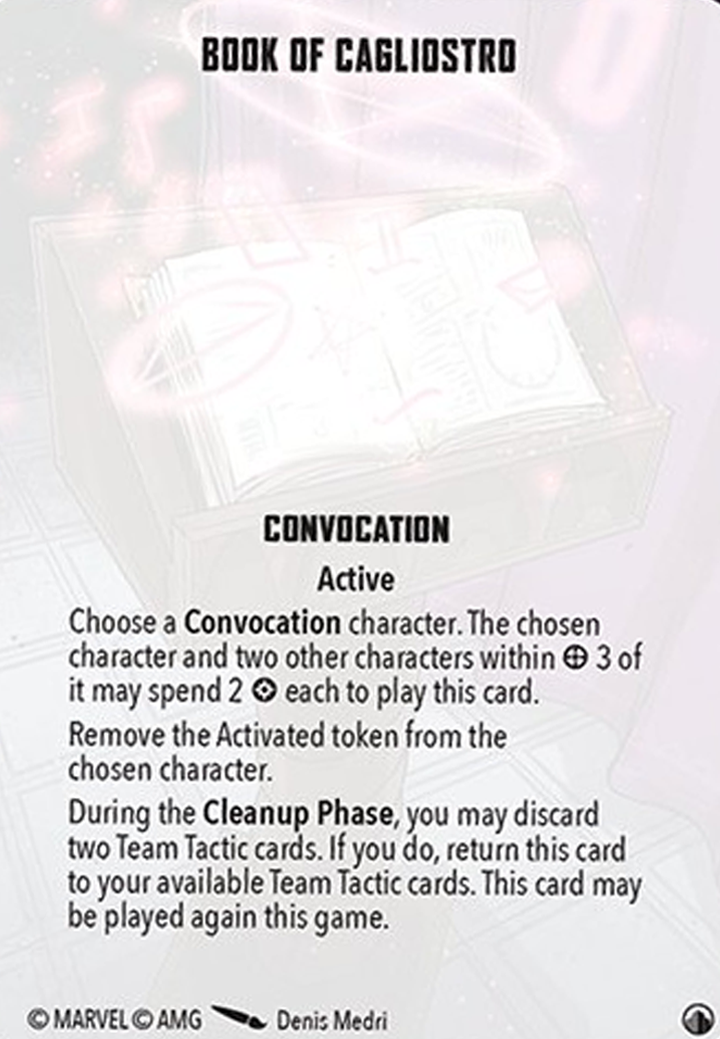 BOOK OF CAGLIOSTRO
CONVOCATION
Active
Choose a Convocation character. The chosen
character and two other characters within ⌖ 3 of
it may spend 2 each to play this card.
Remove the Activated token from the
chosen character.
During the Cleanup Phase, you may discard
two Team Tactic cards. If you do, return this card
to your available Team Tactic cards. This card may
be played again this game.
© MARVEL © AMG Denis Medri